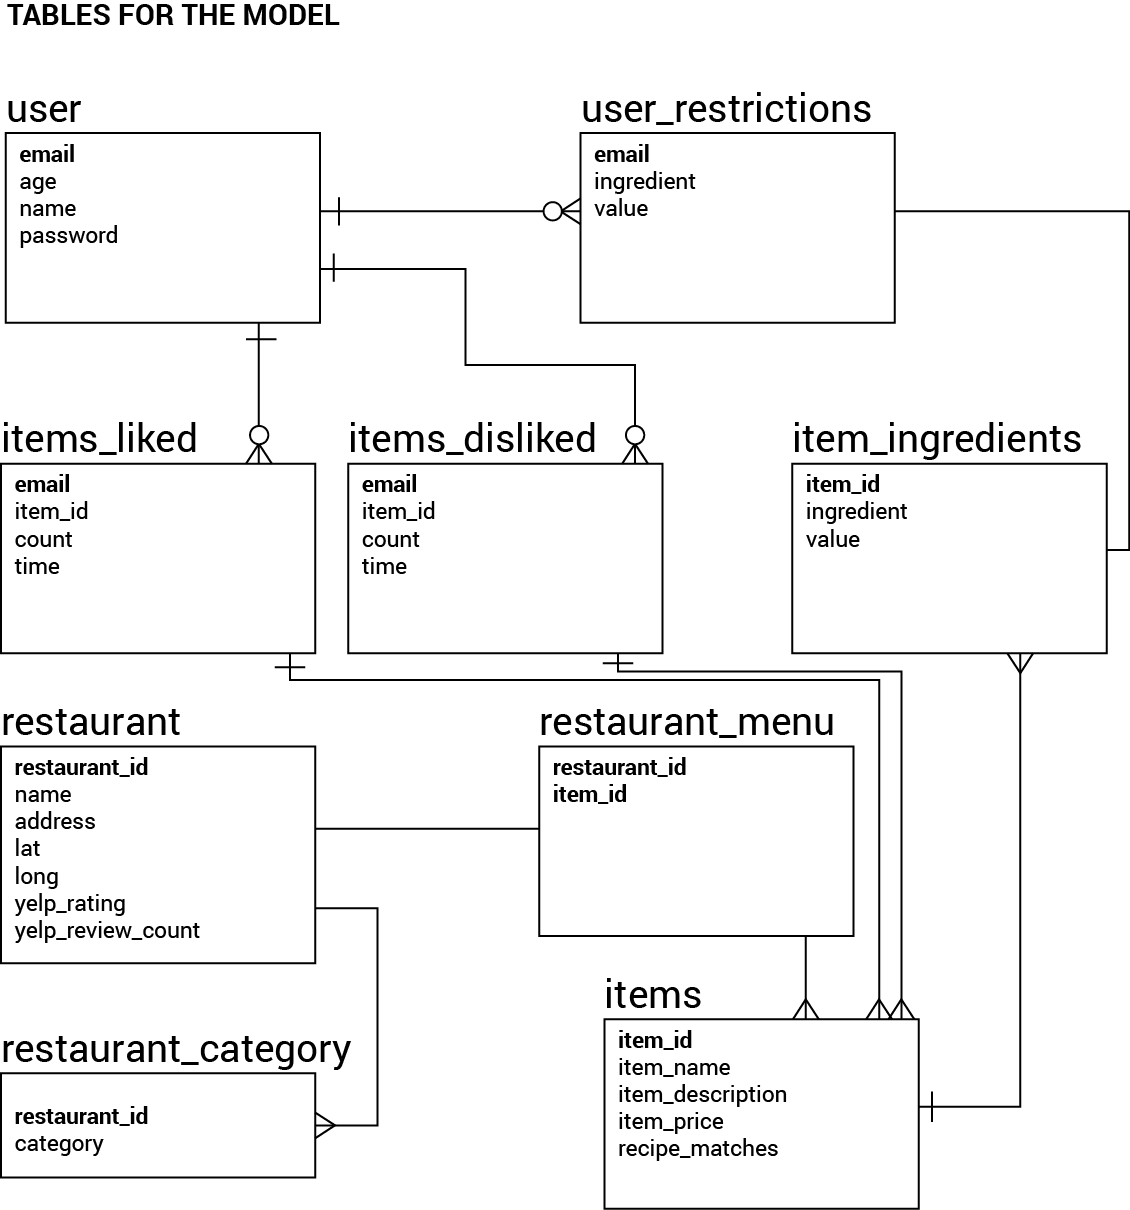 TABLES FOR THE MODEL
user
email
age
name
password
user_restrictions
email
ingredient
value
items_liked
email
item_id
count
time
items_disliked
email
item_id
count
time
item_ingredients
item_id
ingredient
value
restaurant
restaurant_id
name
address
lat
long
yelp_rating
yelp_review_count
restaurant_menu
restaurant_id
item_id
restaurant_category
restaurant_id
category
items
item_id
item_name
item_description
item_price
recipe_matches